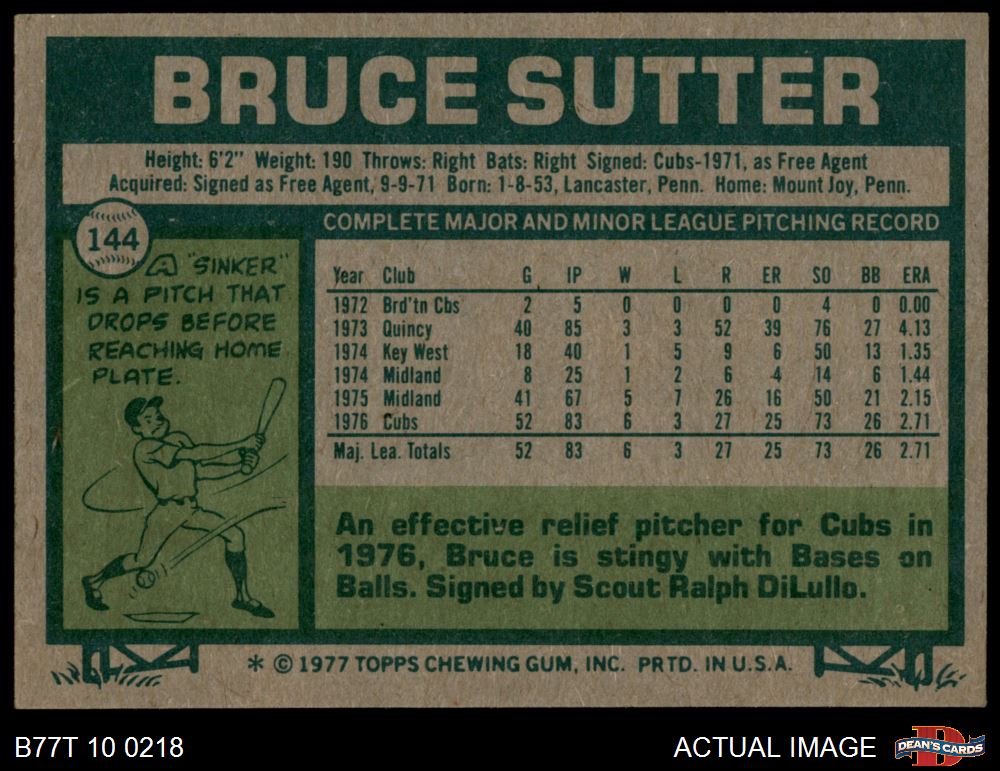 BRUCE SUTTER
Height: 6'2" Weight: 190 Throws: Right Bats: Right Signed: Cubs-1971, as Free Agent
Acquired: Signed as Free Agent, 9-9-71 Born: 1-8-53, Lancaster, Penn. Home: Mount Joy, Penn.
144
A "SINKER"
IS A PITCH THAT
DROPS BEFORE
REACHING HOME
PLATE.
COMPLETE MAJOR AND MINOR LEAGUE PITCHING RECORD
Year Club G IP W L R ER SO BB ERA
1972 Brd'tn Cbs 2 5 0 0 0 0 4 0 0.00
1973 Quincy 40 85 3 3 52 39 76 27 4.13
1974 Key West 18 40 1 5 9 6 50 13 1.35
1974 Midland 8 25 1 2 6 4 14 6 1.44
1975 Midland 41 67 5 7 26 16 50 21 2.15
1976 Cubs 52 83 6 3 27 25 73 26 2.71
Maj. Lea. Totals 52 83 6 3 27 25 73 26 2.71
An effective relief pitcher for Cubs in
1976, Bruce is stingy with Bases on
Balls. Signed by Scout Ralph DiLullo.
* © 1977 TOPPS CHEWING GUM, INC. PRTD. IN U.S.A.
B77T 10 0218
ACTUAL IMAGE
D
DEAN'S CARDS